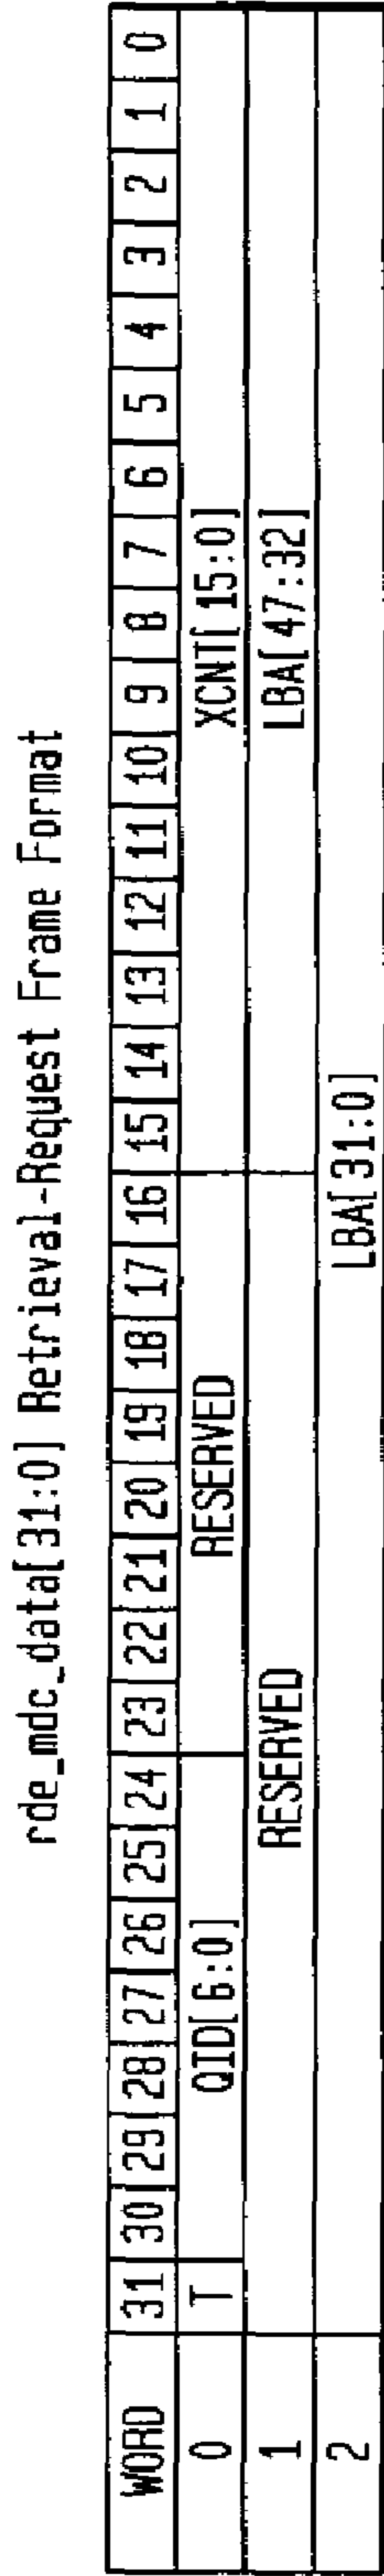 rde_mdc_data[31:0] Retrieval-Request Frame Format
WORD 31 30 29 28 27 26 25 24 23 22 21 20 19 18 17 16 15 14 13 12 11 10 9 8 7 6 5 4 3 2 1 0
0 T QID[6:0] RESERVED XCNT[15:0]
1 RESERVED LBA[47:32]
2 LBA[31:0]